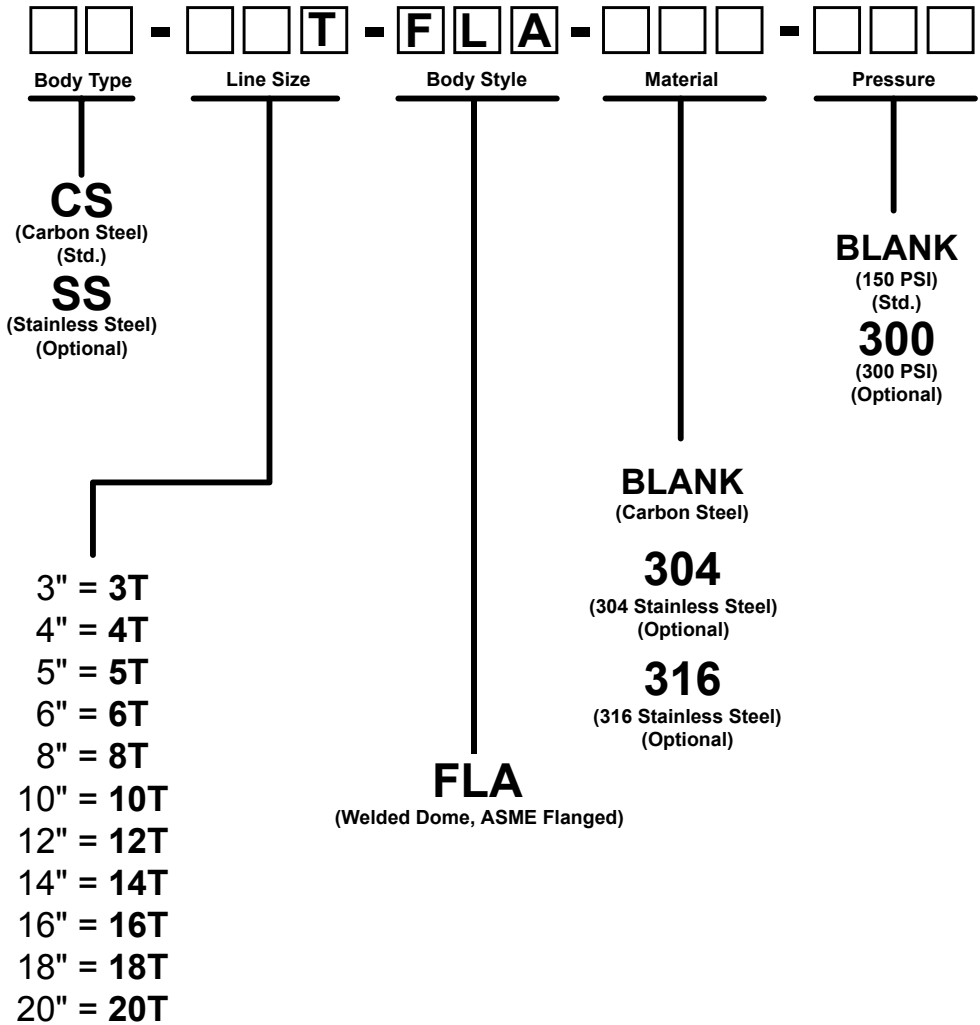 T - F L A - -
Body Type Line Size Body Style Material Pressure
CS
(Carbon Steel)
(Std.)
SS
(Stainless Steel)
(Optional)
3" = 3T
4" = 4T
5" = 5T
6" = 6T
8" = 8T
10" = 10T
12" = 12T
14" = 14T
16" = 16T
18" = 18T
20" = 20T
FLA
(Welded Dome, ASME Flanged)
BLANK
(Carbon Steel)
304
(304 Stainless Steel)
(Optional)
316
(316 Stainless Steel)
(Optional)
BLANK
(150 PSI)
(Std.)
300
(300 PSI)
(Optional)